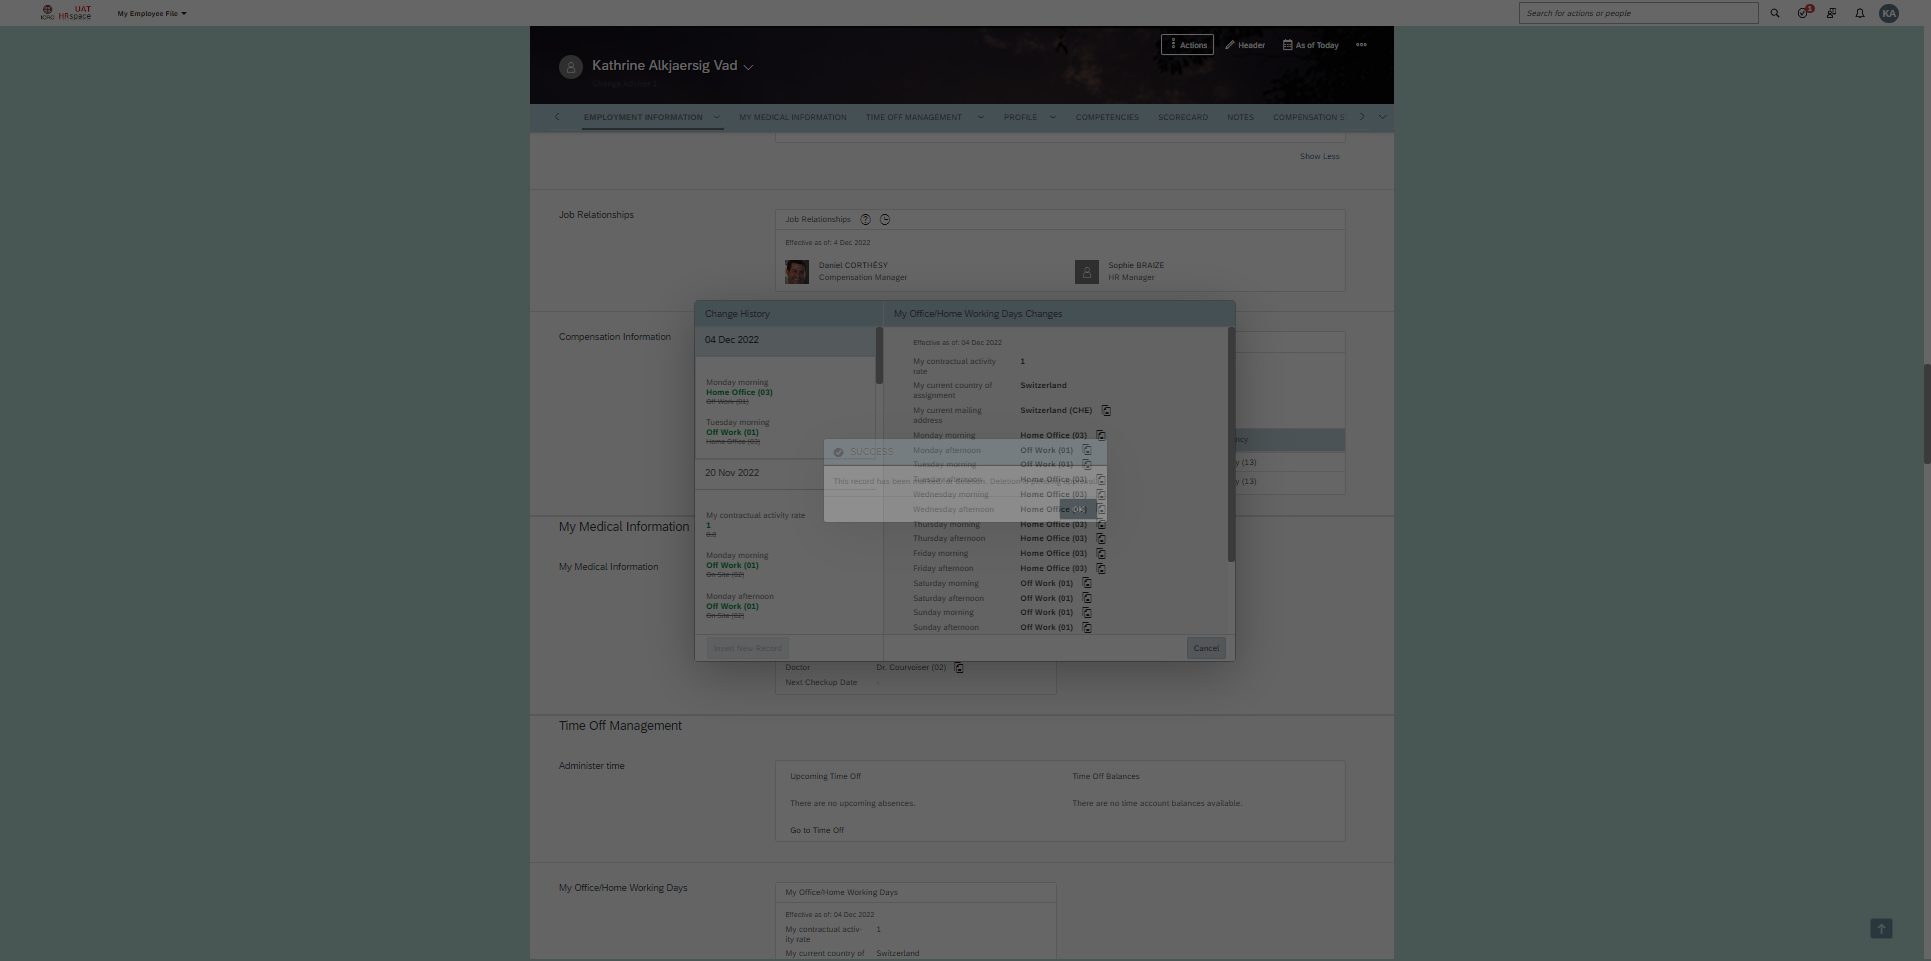 ICRC
UAT
HRspace
My Employee File
Search for actions or people
1
KA
Actions
Header
As of Today
Kathrine Alkjaersig Vad
EMPLOYMENT INFORMATION
MY MEDICAL INFORMATION
TIME OFF MANAGEMENT
PROFILE
COMPETENCIES
SCORECARD
NOTES
COMPENSATION S
Show Less
Job Relationships
Job Relationships
Effective as of: 4 Dec 2022
Daniel CORTHÉSY
Compensation Manager
Sophie BRAIZE
HR Manager
Compensation Information
ncy
y (13)
y (13)
Change History
04 Dec 2022
Monday morning
Home Office (03)
Off Work (01)
Tuesday morning
Off Work (01)
Home Office (03)
20 Nov 2022
My contractual activity rate
1
0.8
Monday morning
Off Work (01)
On Site (02)
Monday afternoon
Off Work (01)
On Site (02)
Insert New Record
My Office/Home Working Days Changes
Effective as of: 04 Dec 2022
My contractual activity rate 1
My current country of assignment Switzerland
My current mailing address Switzerland (CHE)
Monday morning Home Office (03)
Monday afternoon Off Work (01)
Tuesday morning Off Work (01)
Tuesday afternoon Home Office (03)
Wednesday morning Home Office (03)
Wednesday afternoon Home Office (03)
Thursday morning Home Office (03)
Thursday afternoon Home Office (03)
Friday morning Home Office (03)
Friday afternoon Home Office (03)
Saturday morning Off Work (01)
Saturday afternoon Off Work (01)
Sunday morning Off Work (01)
Sunday afternoon Off Work (01)
Cancel
SUCCESS
This record has been marked for deletion. Deletion is pending approval.
OK
My Medical Information
My Medical Information
Doctor Dr. Courvoiser (02)
Next Checkup Date -
Time Off Management
Administer time
Upcoming Time Off
There are no upcoming absences.
Go to Time Off
Time Off Balances
There are no time account balances available.
My Office/Home Working Days
My Office/Home Working Days
Effective as of: 04 Dec 2022
My contractual activ-
ity rate 1
My current country of Switzerland